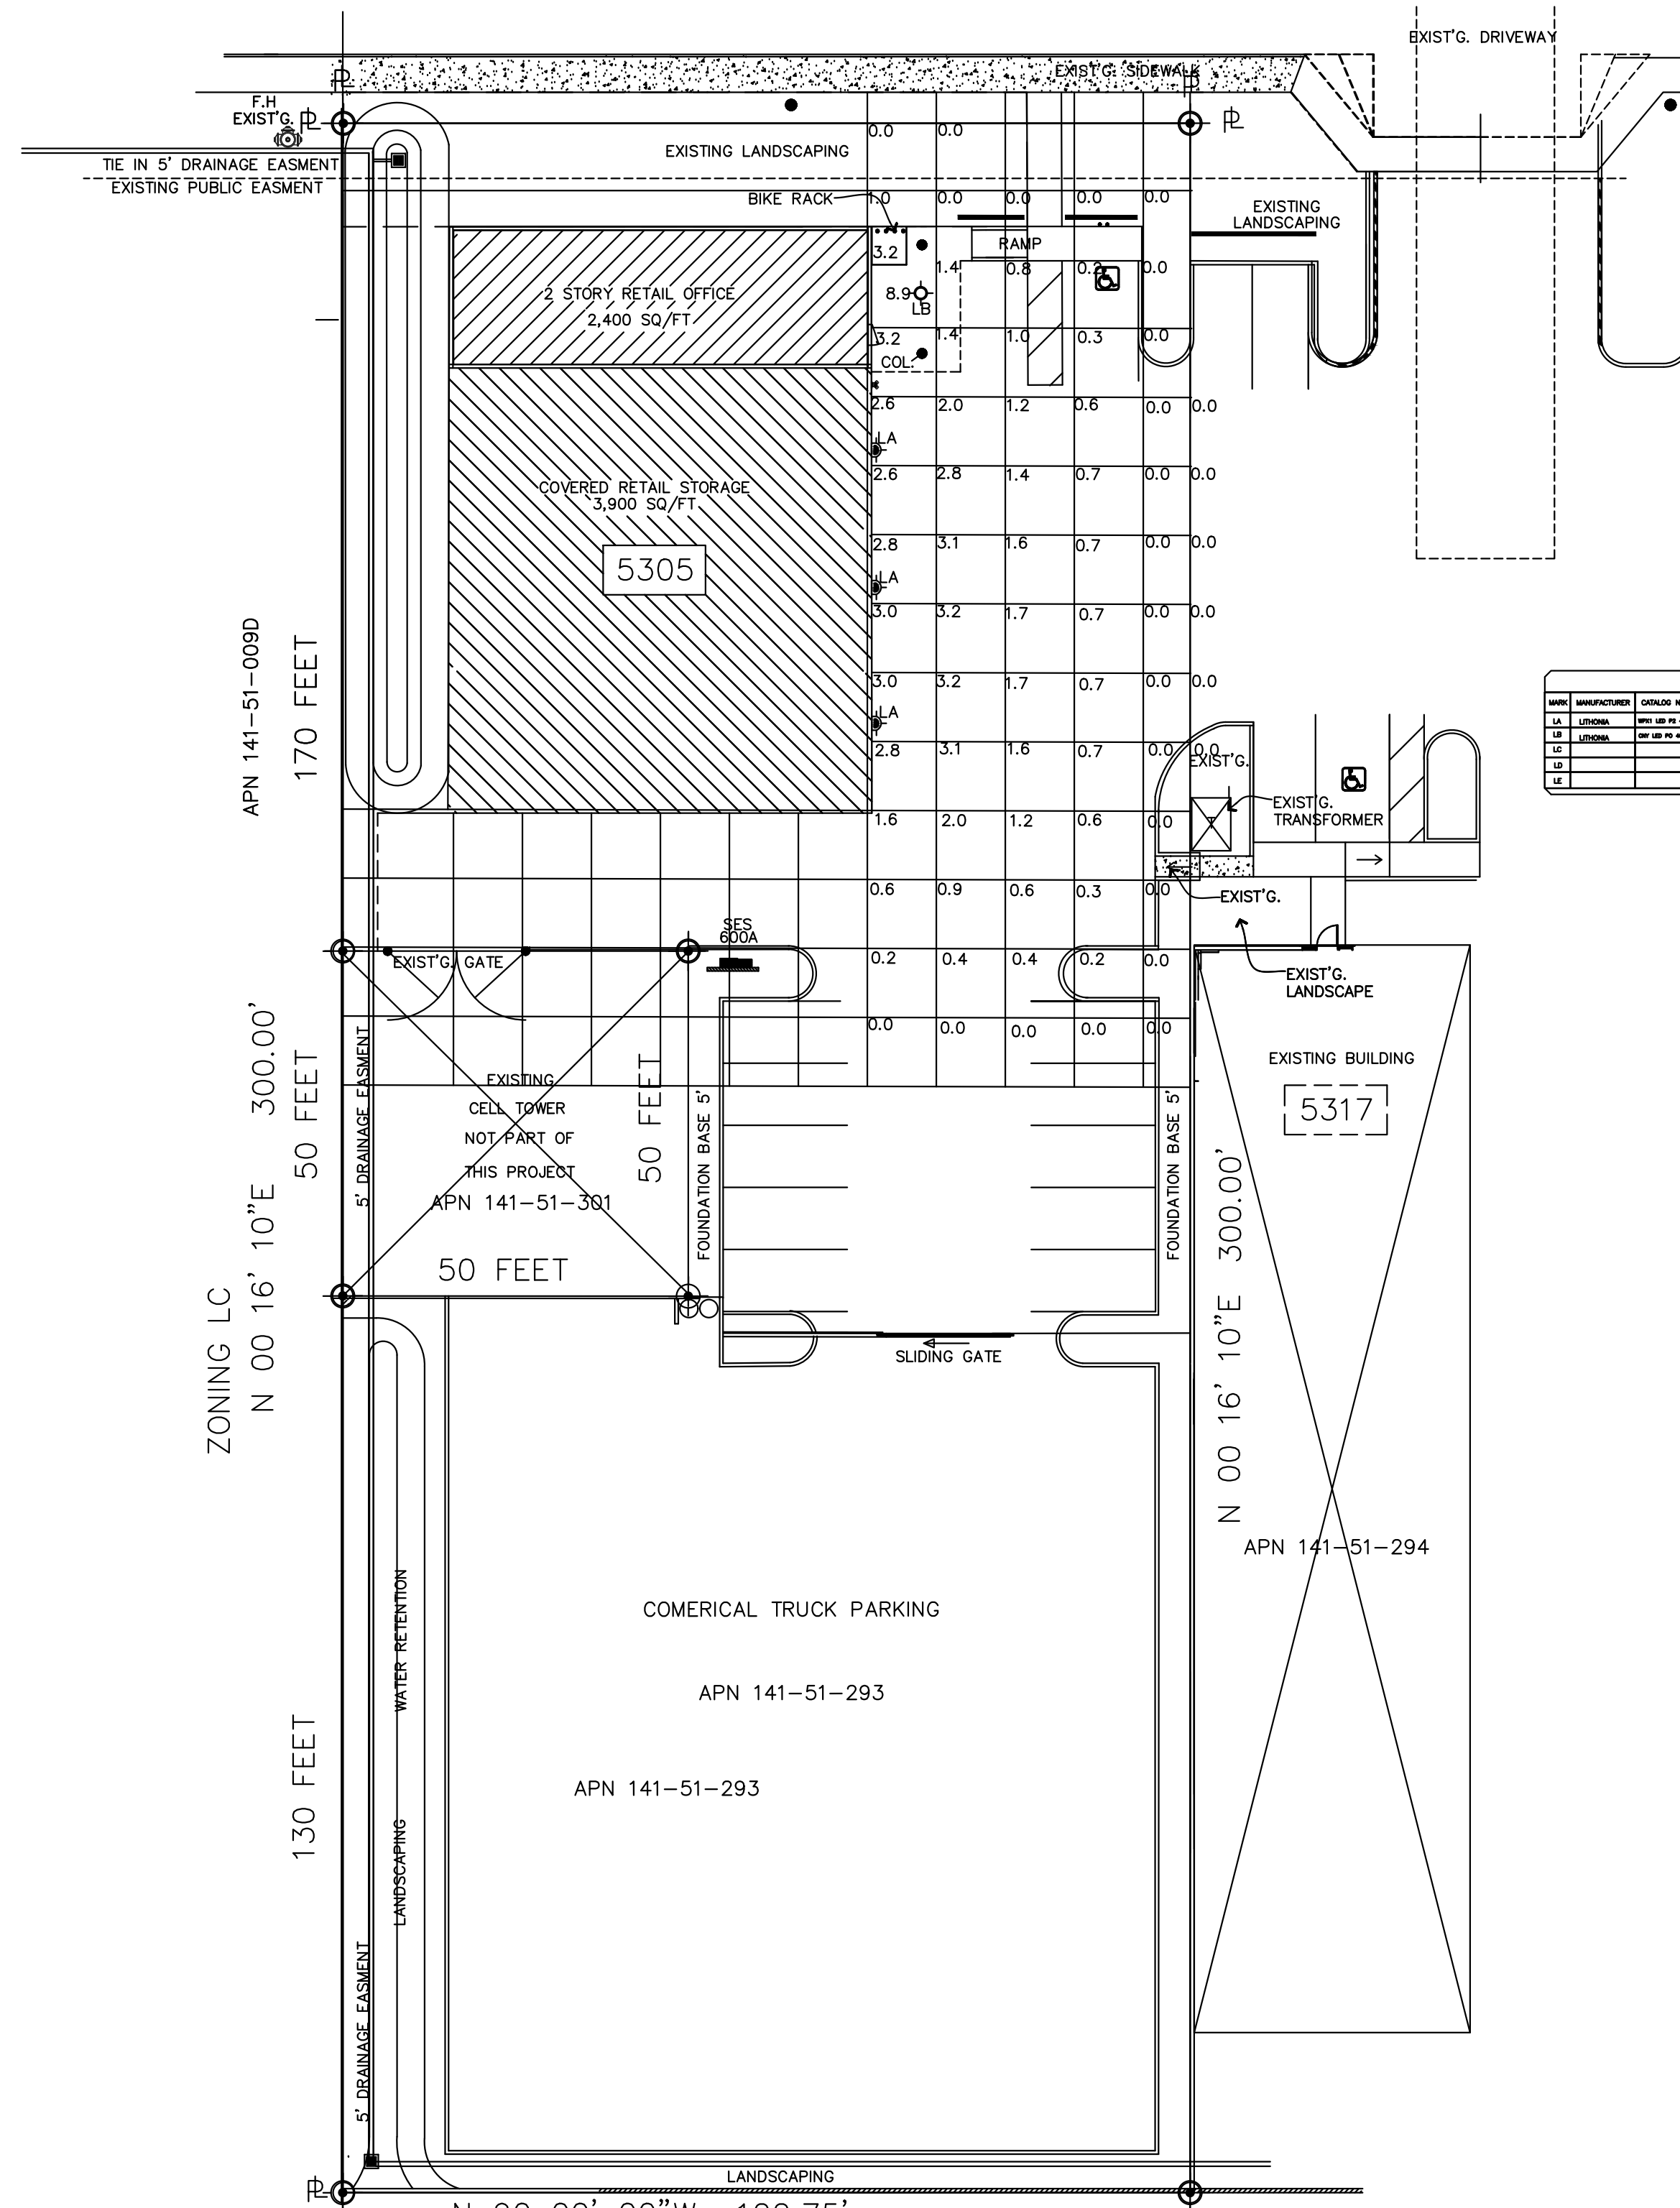 EXIST'G. DRIVEWAY
EXIST'G. SIDEWALK
F.H
EXIST'G.
PL
PL
PL
PL
TIE IN 5' DRAINAGE EASMENT
EXISTING PUBLIC EASMENT
EXISTING LANDSCAPING
0.0 0.0
BIKE RACK
1.0 0.0 0.0 0.0 0.0
EXISTING
LANDSCAPING
RAMP
3.2
1.4 0.8 0.2 0.0
2 STORY RETAIL OFFICE
2,400 SQ/FT
8.9
LB
3.2 1.4 1.0 0.3 0.0
COL.
2.6 2.0 1.2 0.6 0.0 0.0
LA
2.6 2.8 1.4 0.7 0.0 0.0
COVERED RETAIL STORAGE
3,900 SQ/FT
2.8 3.1 1.6 0.7 0.0 0.0
5305
LA
3.0 3.2 1.7 0.7 0.0 0.0
3.0 3.2 1.7 0.7 0.0 0.0
LA
2.8 3.1 1.6 0.7 0.0 0.0
EXIST'G.
APN 141-51-009D
170 FEET
MARK MANUFACTURER CATALOG N
LA LITHONIA
LB LITHONIA
LC
LD
LE
EXIST'G.
TRANSFORMER
T
1.6 2.0 1.2 0.6 0.0
0.6 0.9 0.6 0.3 0.0
EXIST'G.
SES
600A
EXIST'G. GATE
0.2 0.4 0.4 0.2 0.0
EXIST'G.
LANDSCAPE
0.0 0.0 0.0 0.0 0.0
EXISTING BUILDING
5317
EXISTING
CELL TOWER
NOT PART OF
THIS PROJECT
APN 141-51-301
50 FEET
50 FEET
50 FEET
5' DRAINAGE EASMENT
FOUNDATION BASE 5'
FOUNDATION BASE 5'
ZONING LC
N 00 16' 10"E 300.00'
N 00 16' 10"E 300.00'
SLIDING GATE
APN 141-51-294
COMERICAL TRUCK PARKING
APN 141-51-293
APN 141-51-293
WATER RETENTION
LANDSCAPING
130 FEET
5' DRAINAGE EASMENT
LANDSCAPING
PL